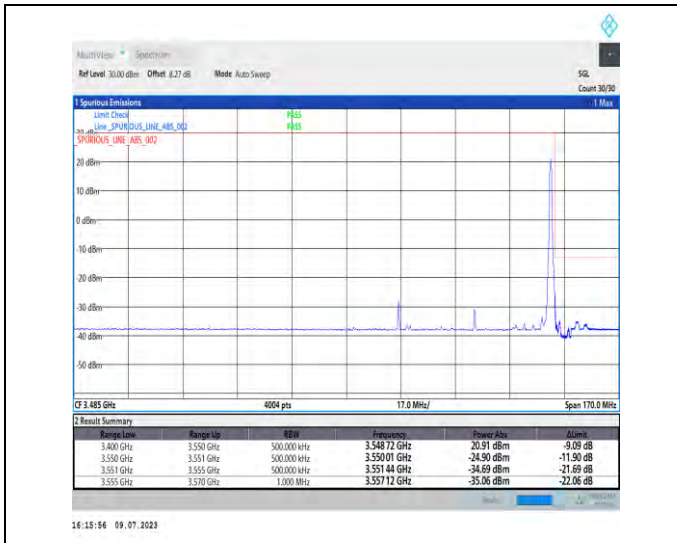 MultiView Spectrum
Ref Level 30.00 dBm Offset 8.27 dB Mode Auto Sweep SGL
Count 30/30
1 Spurious Emissions 1 Max
Limit Check PASS
Line _SPURIOUS_LINE_ABS_002 PASS
30 dBm
_SPURIOUS_LINE_ABS_002
20 dBm
10 dBm
0 dBm
-10 dBm
-20 dBm
-30 dBm
-40 dBm
-50 dBm
CF 3.485 GHz 4004 pts 17.0 MHz/ Span 170.0 MHz
2 Result Summary
Range Low Range Up RBW Frequency Power Abs ΔLimit
3.400 GHz 3.550 GHz 500.000 kHz 3.548 72 GHz 20.91 dBm -9.09 dB
3.550 GHz 3.551 GHz 500.000 kHz 3.550 01 GHz -24.90 dBm -11.90 dB
3.551 GHz 3.555 GHz 500.000 kHz 3.551 44 GHz -34.69 dBm -21.69 dB
3.555 GHz 3.570 GHz 1.000 MHz 3.557 12 GHz -35.06 dBm -22.06 dB
16:15:56 09.07.2023